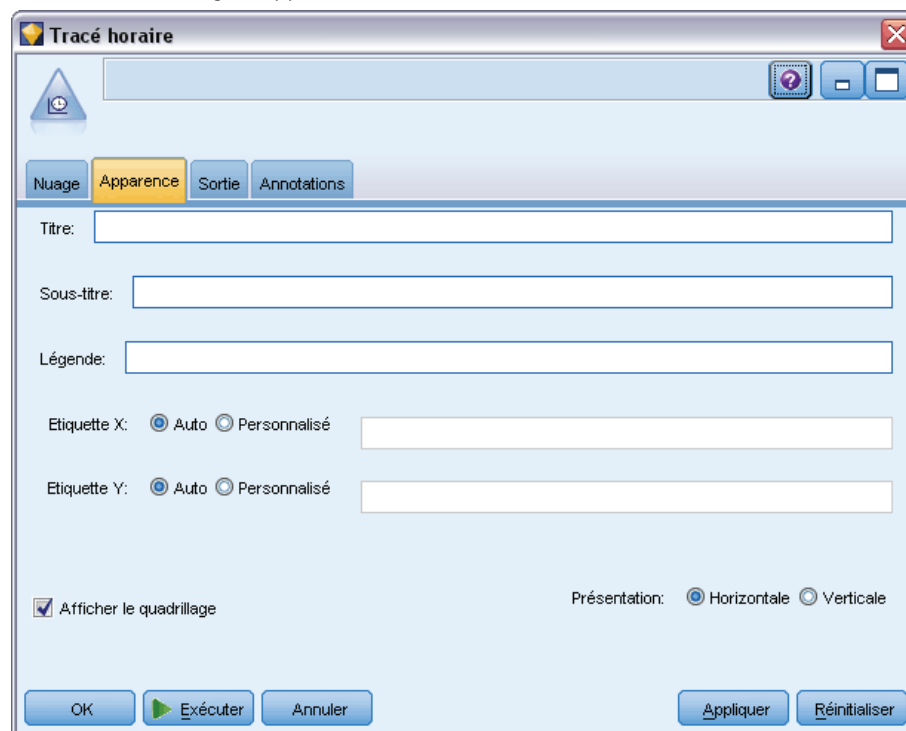 Tracé horaire
Nuage Apparence Sortie Annotations
Titre:
Sous-titre:
Légende:
Etiquette X: Auto Personnalisé
Etiquette Y: Auto Personnalisé
Afficher le quadrillage Présentation: Horizontale Verticale
OK Exécuter Annuler Appliquer Réinitialiser